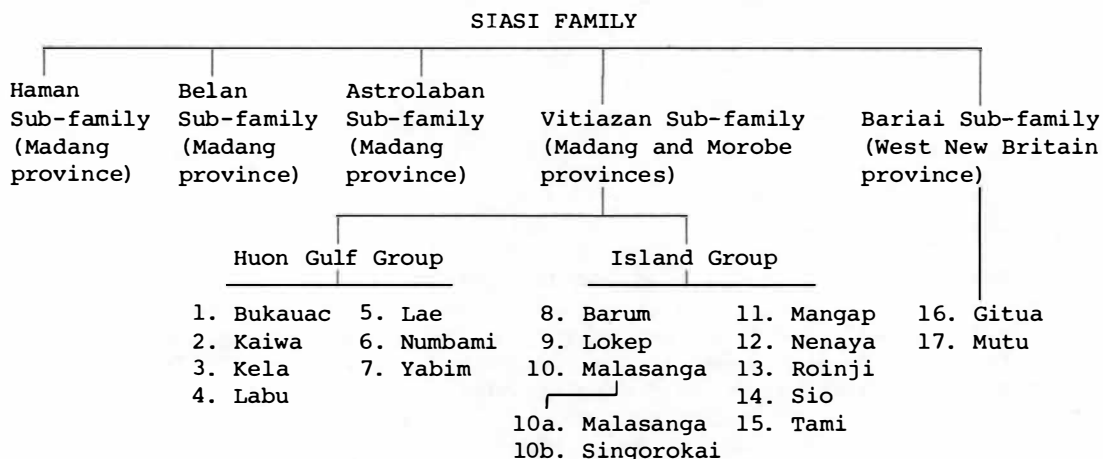 SIASI FAMILY
Haman
Sub-family
(Madang
province)
Belan
Sub-family
(Madang
province)
Astrolaban
Sub-family
(Madang
province)
Vitiazan Sub-family
(Madang and Morobe
provinces)
Bariai Sub-family
(West New Britain
province)
Huon Gulf Group
1. Bukauac
2. Kaiwa
3. Kela
4. Labu
5. Lae
6. Numbami
7. Yabim
Island Group
8. Barum
9. Lokep
10. Malasanga
10a. Malasanga
10b. Singorokai
11. Mangap
12. Nenaya
13. Roinji
14. Sio
15. Tami
16. Gitua
17. Mutu